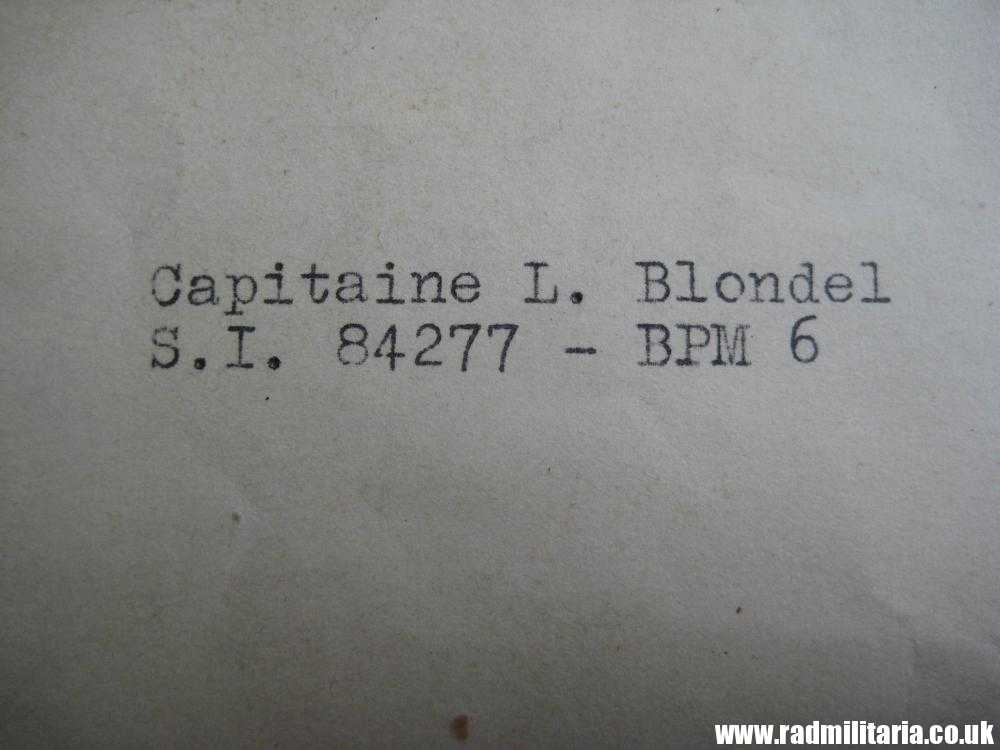 Capitaine L. Blondel
S.I. 84277 - BPM 6
www.radmilitaria.co.uk